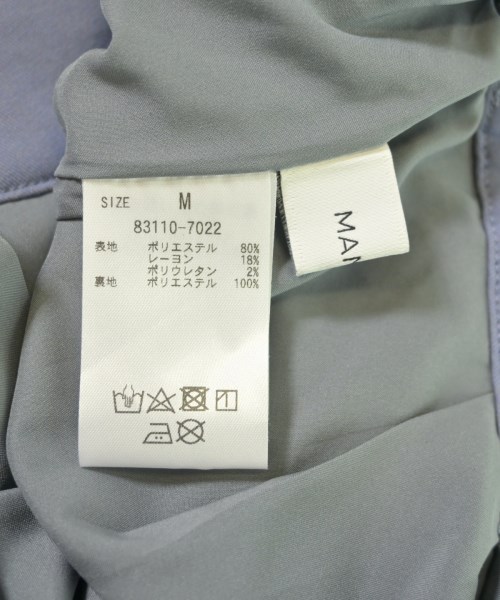 SIZE M
83110-7022
表地 ポリエステル 80%
レーヨン 18%
ポリウレタン 2%
裏地 ポリエステル 100%
MAN